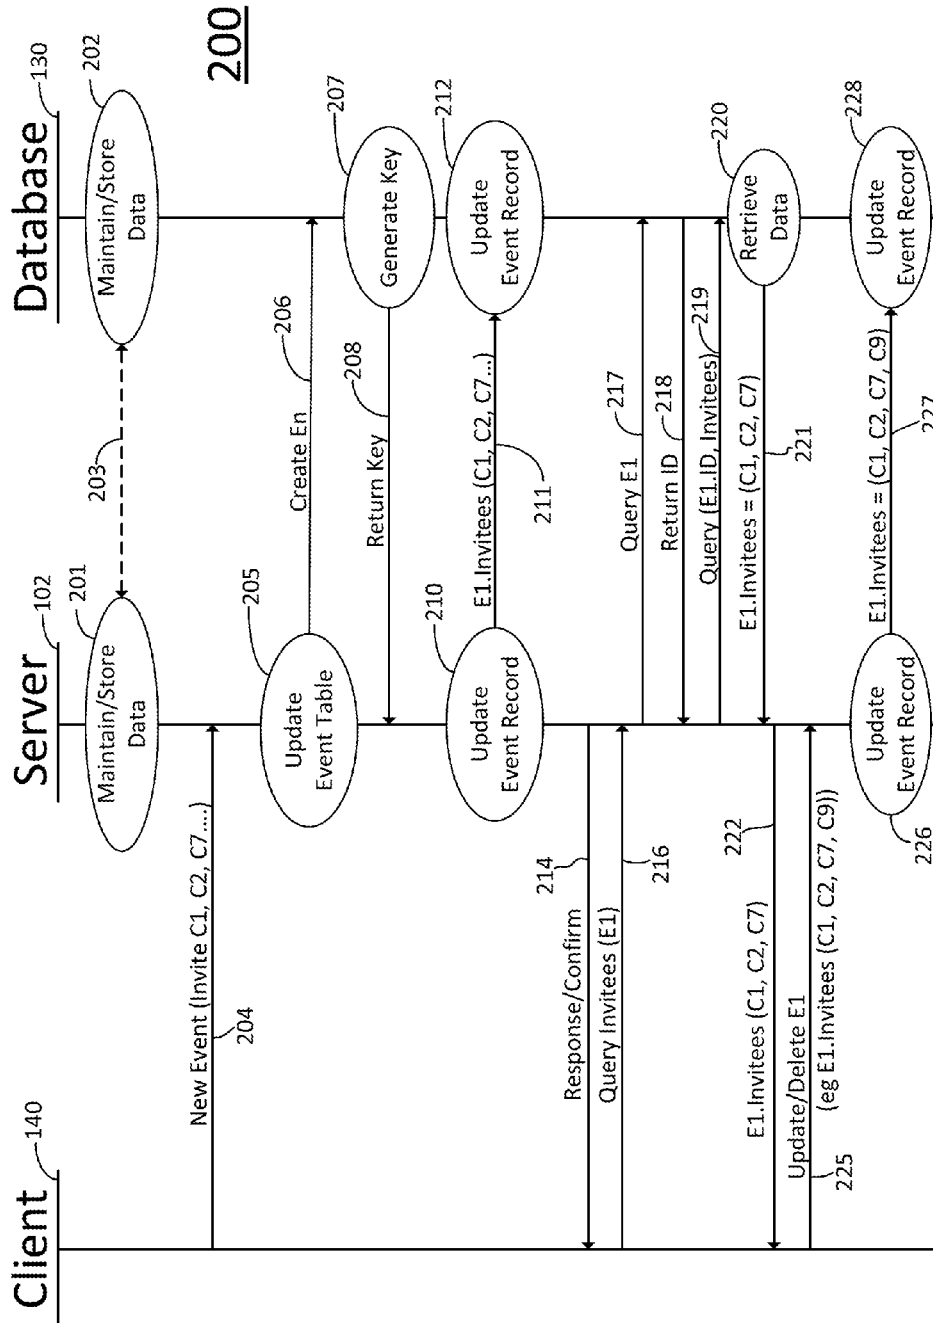 200
Client
140
Server
102
Database
130
Maintain/Store
Data
201
203
Maintain/Store
Data
202
New Event (Invite C1, C2, C7....)
204
Update
Event Table
205
Create En
206
Generate Key
207
Return Key
208
Update
Event Record
210
E1.Invitees (C1, C2, C7...)
211
Update
Event Record
212
Response/Confirm
214
Query Invitees (E1)
216
Query E1
217
Return ID
218
Query (E1.ID, Invitees)
219
Retrieve
Data
220
E1.Invitees = (C1, C2, C7)
221
E1.Invitees (C1, C2, C7)
222
Update/Delete E1
(eg E1.Invitees (C1, C2, C7, C9))
225
Update
Event Record
226
E1.Invitees = (C1, C2, C7, C9)
227
Update
Event Record
228